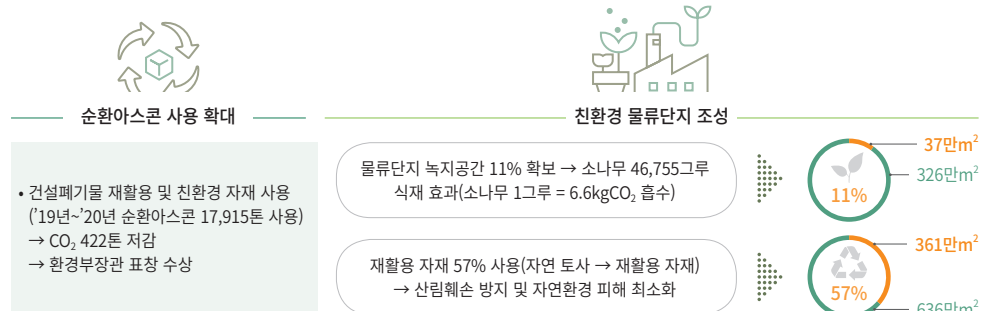 순환아스콘 사용 확대
• 건설폐기물 재활용 및 친환경 자재 사용
(’19년~’20년 순환아스콘 17,915톤 사용)
→ CO₂ 422톤 저감
→ 환경부장관 표창 수상
친환경 물류단지 조성
물류단지 녹지공간 11% 확보 → 소나무 46,755그루
식재 효과(소나무 1그루 = 6.6kgCO₂ 흡수)
37만m²
326만m²
11%
재활용 자재 57% 사용(자연 토사 → 재활용 자재)
→ 산림훼손 방지 및 자연환경 피해 최소화
361만m²
57%
636만m²